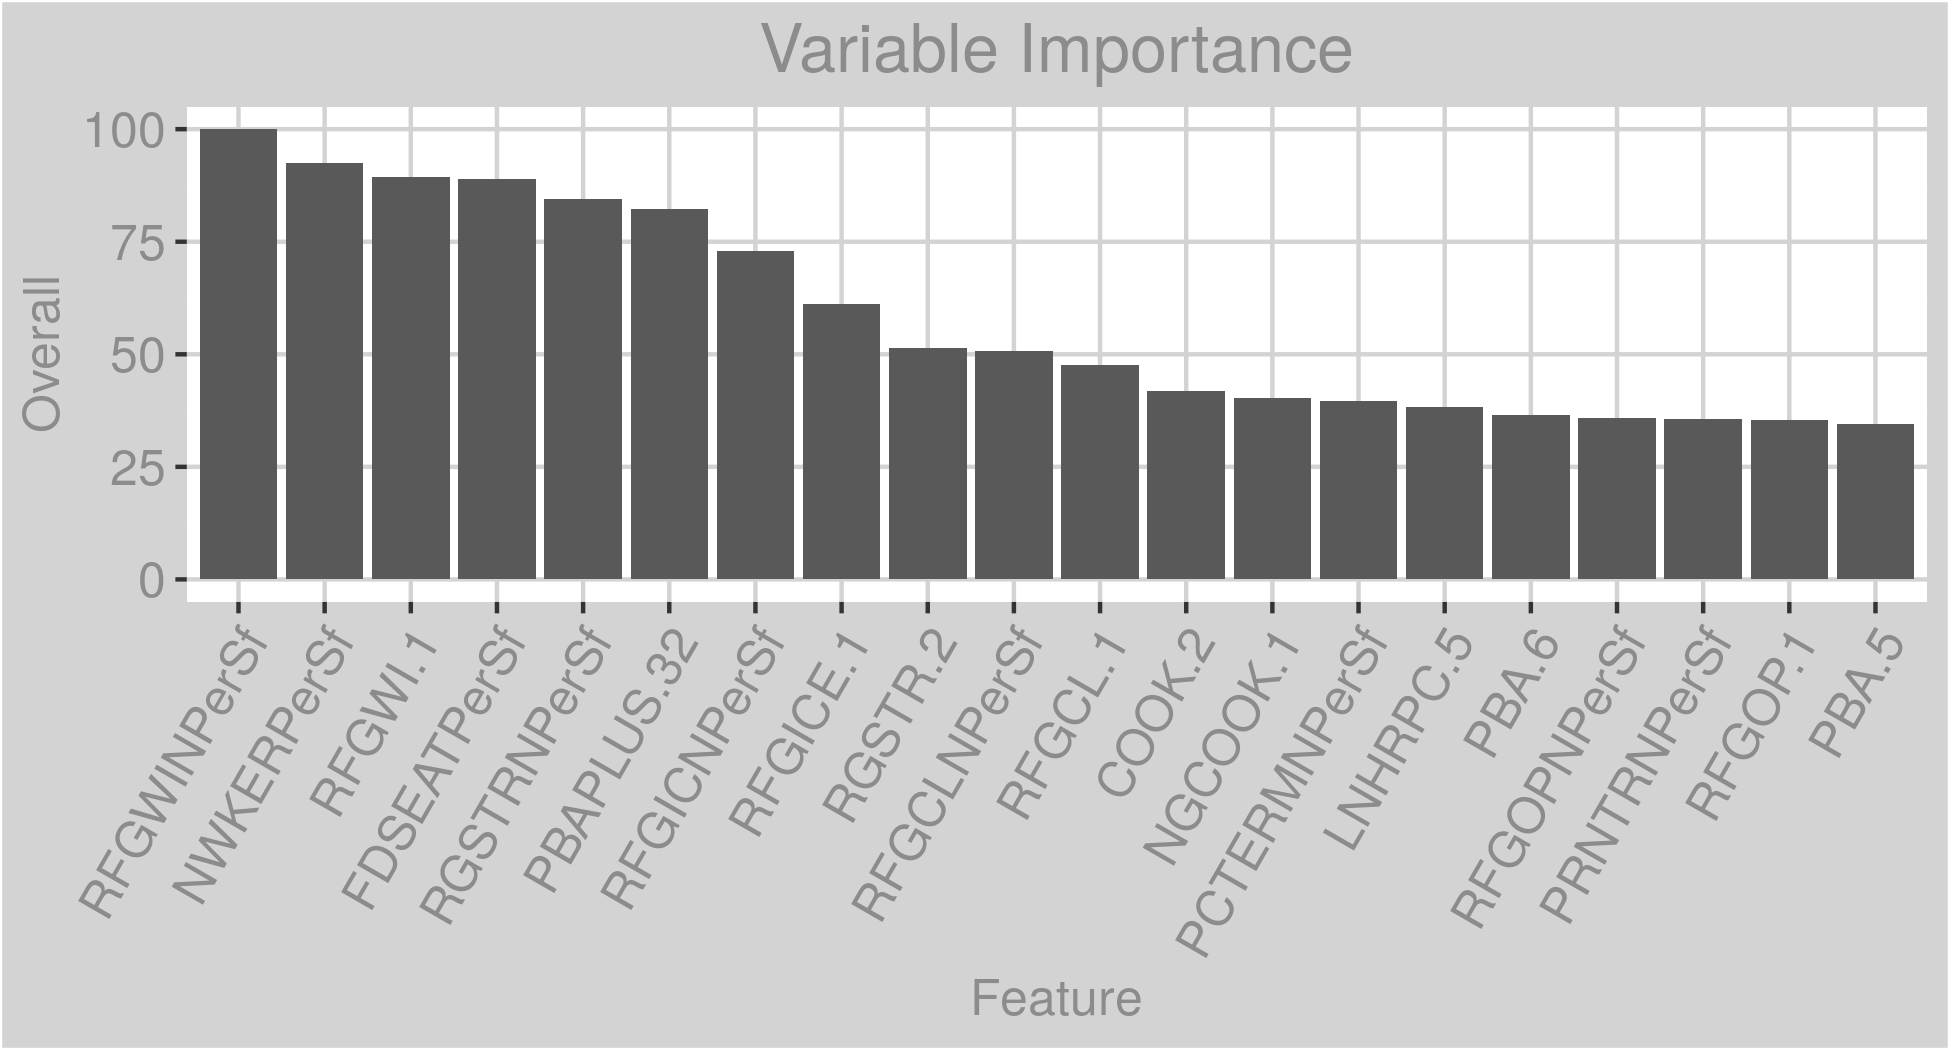 Variable Importance
Overall
100
75
50
25
0
RFGWINPerSf
NWKERPerSf
RFGWI.1
FDSEATPerSf
RGSTRNPerSf
PBAPLUS.32
RFGICNPerSf
RFGICE.1
RGSTR.2
RFGCLNPerSf
RFGCL.1
COOK.2
NGCOOK.1
PCTERMNPerSf
LNHRPC.5
PBA.6
RFGOPNPerSf
PRNTRNPerSf
RFGOP.1
PBA.5
Feature